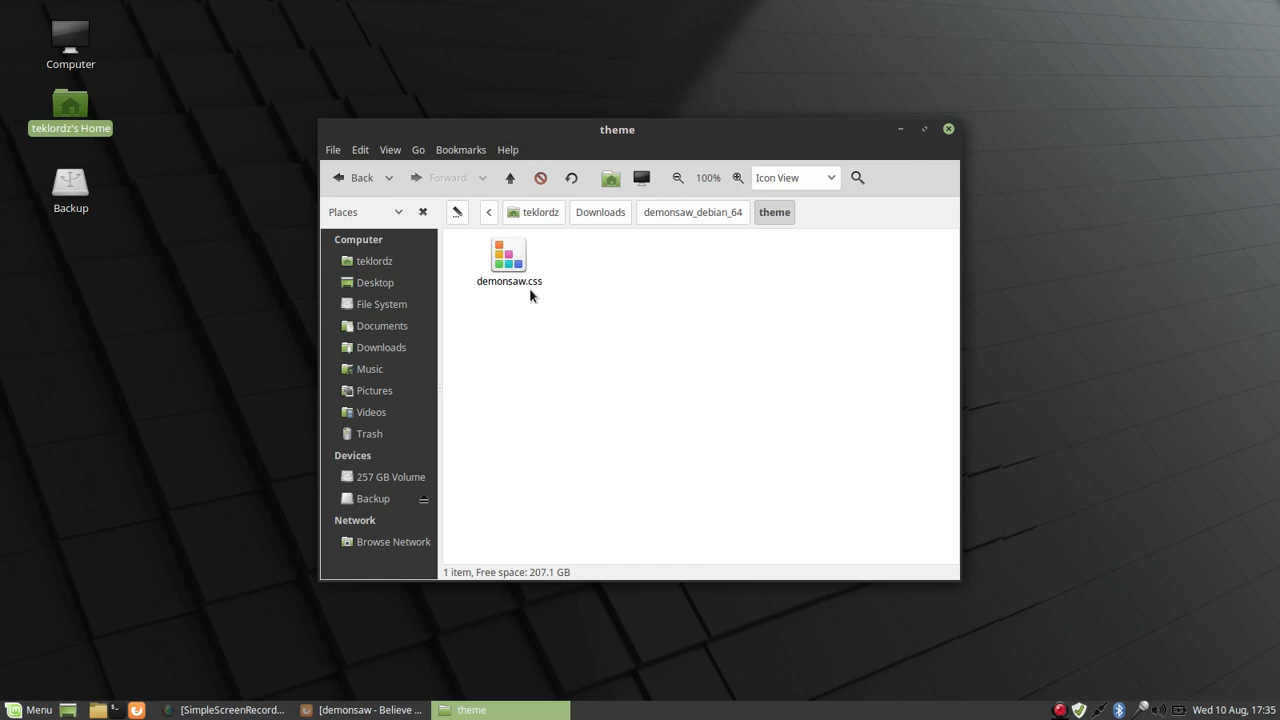 Computer
teklordz's Home
Backup
theme
File Edit View Go Bookmarks Help
Back Forward 100% Icon View
Places teklordz Downloads demonsaw_debian_64 theme
Computer
teklordz
Desktop
File System
Documents
Downloads
Music
Pictures
Videos
Trash
Devices
257 GB Volume
Backup
Network
Browse Network
demonsaw.css
1 item, Free space: 207.1 GB
Menu [SimpleScreenRecord... [demonsaw - Believe ... theme Wed 10 Aug, 17:35